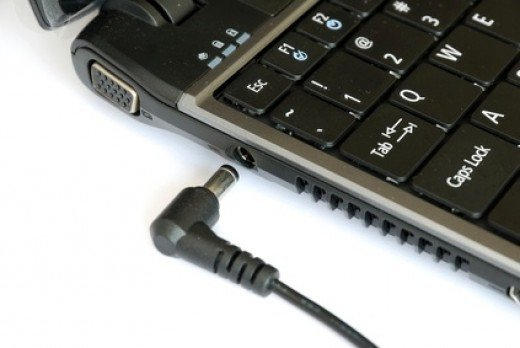 Esc F1 F2
~ ! 1 @ 2 3
Tab Q W E
Caps Lock A